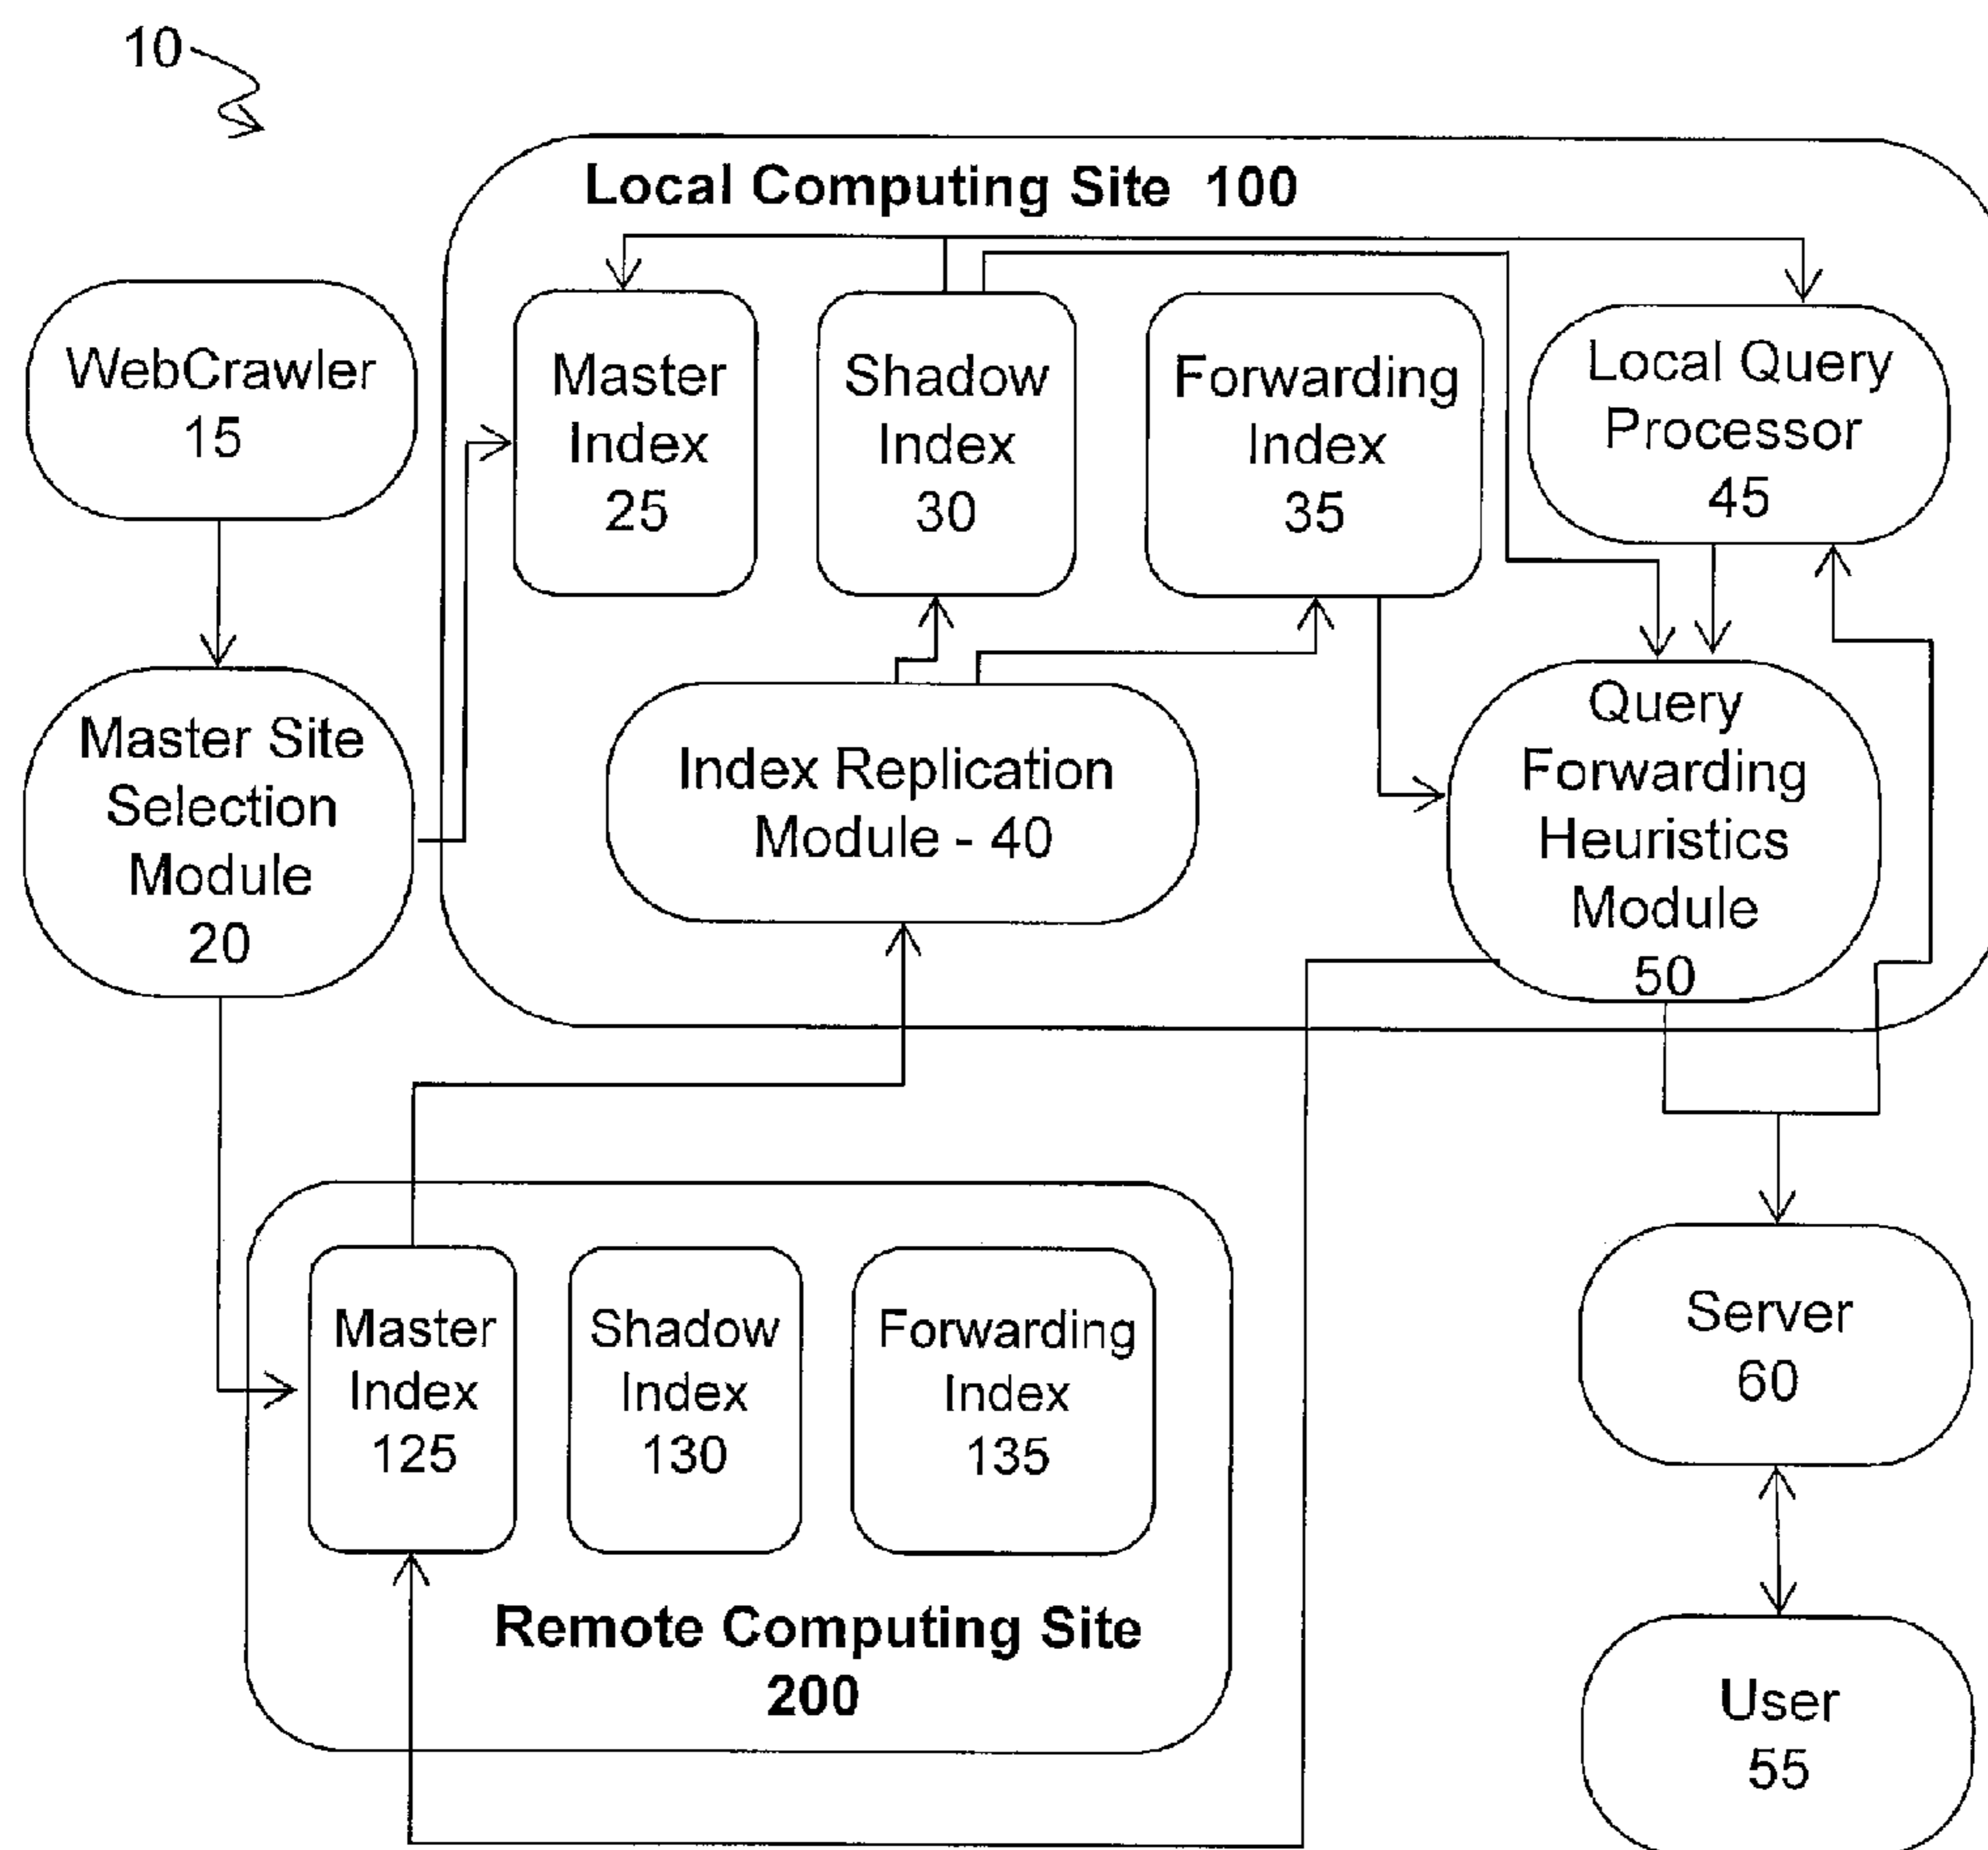 10
Local Computing Site 100
WebCrawler
15
Master
Index
25
Shadow
Index
30
Forwarding
Index
35
Local Query
Processor
45
Master Site
Selection
Module
20
Index Replication
Module - 40
Query
Forwarding
Heuristics
Module
50
Master
Index
125
Shadow
Index
130
Forwarding
Index
135
Remote Computing Site
200
Server
60
User
55